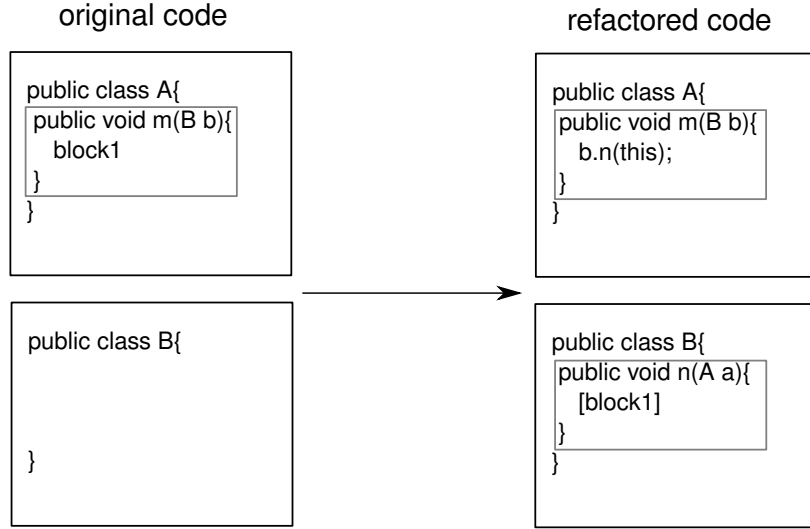 original code
public class A{
public void m(B b){
block1
}
}
public class B{
}
refactored code
public class A{
public void m(B b){
b.n(this);
}
}
public class B{
public void n(A a){
[block1]
}
}